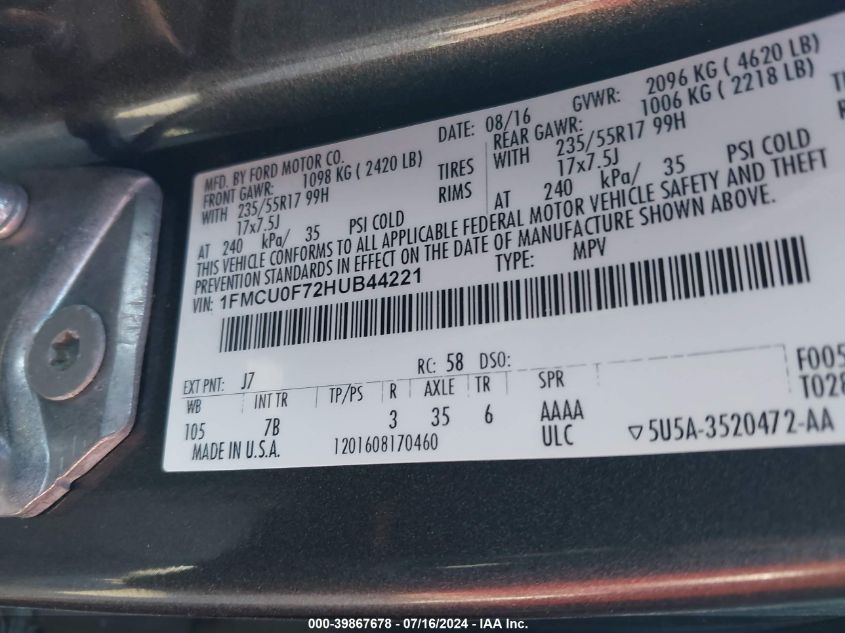 MFD. BY FORD MOTOR CO. DATE: 08/16 GVWR: 2096 KG ( 4620 LB)
FRONT GAWR: 1098 KG ( 2420 LB) REAR GAWR: 1006 KG ( 2218 LB)
WITH 235/55R17 99H TIRES WITH 235/55R17 99H
17x7.5J RIMS 17x7.5J
AT 240 kPa/ 35 PSI COLD AT 240 kPa/ 35 PSI COLD
THIS VEHICLE CONFORMS TO ALL APPLICABLE FEDERAL MOTOR VEHICLE SAFETY AND THEFT
PREVENTION STANDARDS IN EFFECT ON THE DATE OF MANUFACTURE SHOWN ABOVE.
VIN: 1FMCU0F72HUB44221 TYPE: MPV
EXT PNT: J7 RC: 58 DSO: F005
WB INT TR TP/PS R AXLE TR SPR T028
105 7B 3 35 6 AAAA
MADE IN U.S.A. 1201608170460 ULC ▽5U5A-3520472-AA
000-39867678 - 07/16/2024 - IAA Inc.